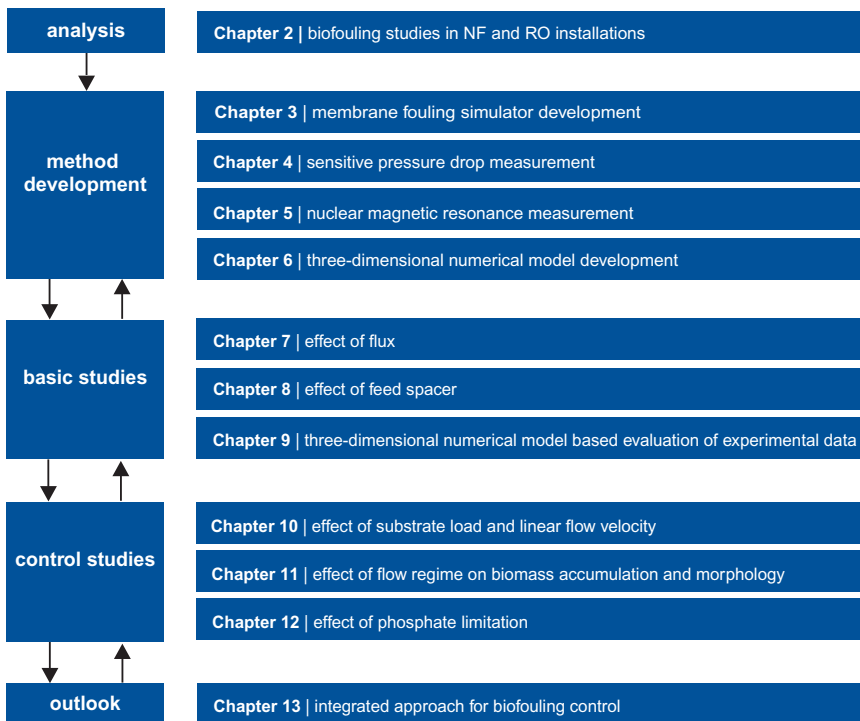 analysis
Chapter 2 | biofouling studies in NF and RO installations
method
development
Chapter 3 | membrane fouling simulator development
Chapter 4 | sensitive pressure drop measurement
Chapter 5 | nuclear magnetic resonance measurement
Chapter 6 | three-dimensional numerical model development
basic studies
Chapter 7 | effect of flux
Chapter 8 | effect of feed spacer
Chapter 9 | three-dimensional numerical model based evaluation of experimental data
control studies
Chapter 10 | effect of substrate load and linear flow velocity
Chapter 11 | effect of flow regime on biomass accumulation and morphology
Chapter 12 | effect of phosphate limitation
outlook
Chapter 13 | integrated approach for biofouling control